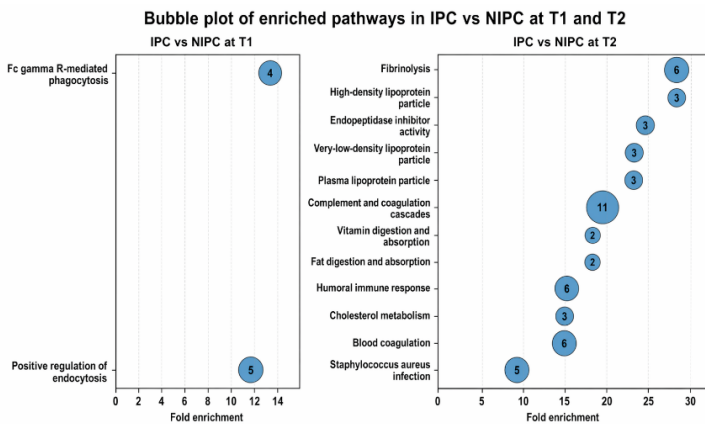 Bubble plot of enriched pathways in IPC vs NIPC at T1 and T2
IPC vs NIPC at T1
Fc gamma R-mediated
phagocytosis
4
Positive regulation of
endocytosis
5
0 2 4 6 8 10 12 14
Fold enrichment
IPC vs NIPC at T2
Fibrinolysis
6
High-density lipoprotein
particle
3
Endopeptidase inhibitor
activity
3
Very-low-density lipoprotein
particle
3
Plasma lipoprotein particle
3
Complement and coagulation
cascades
11
Vitamin digestion and
absorption
2
Fat digestion and absorption
2
Humoral immune response
6
Cholesterol metabolism
3
Blood coagulation
6
Staphylococcus aureus
infection
5
0 5 10 15 20 25 30
Fold enrichment